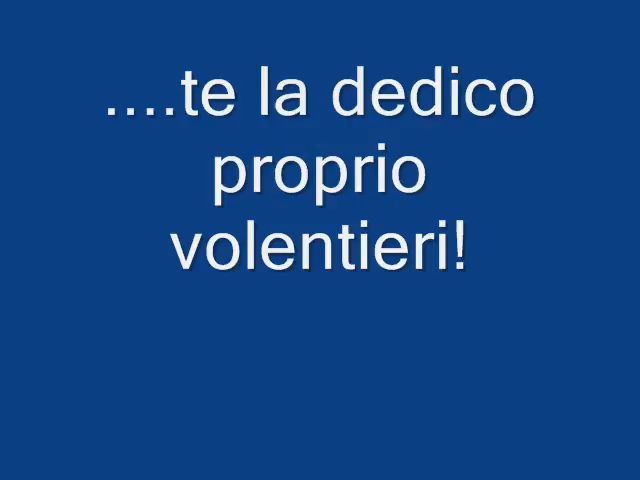 ....te la dedico
proprio
volentieri!